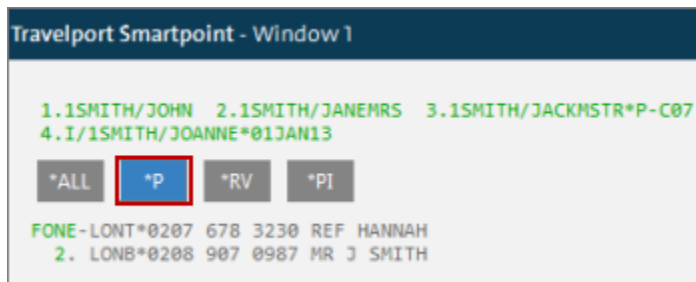 Travelport Smartpoint - Window 1
1.1SMITH/JOHN 2.1SMITH/JANEMRS 3.1SMITH/JACKMSTR*P-C07
4.I/1SMITH/JOANNE*01JAN13
*ALL *P *RV *PI
FONE-LONT*0207 678 3230 REF HANNAH
2. LONB*0208 907 0987 MR J SMITH